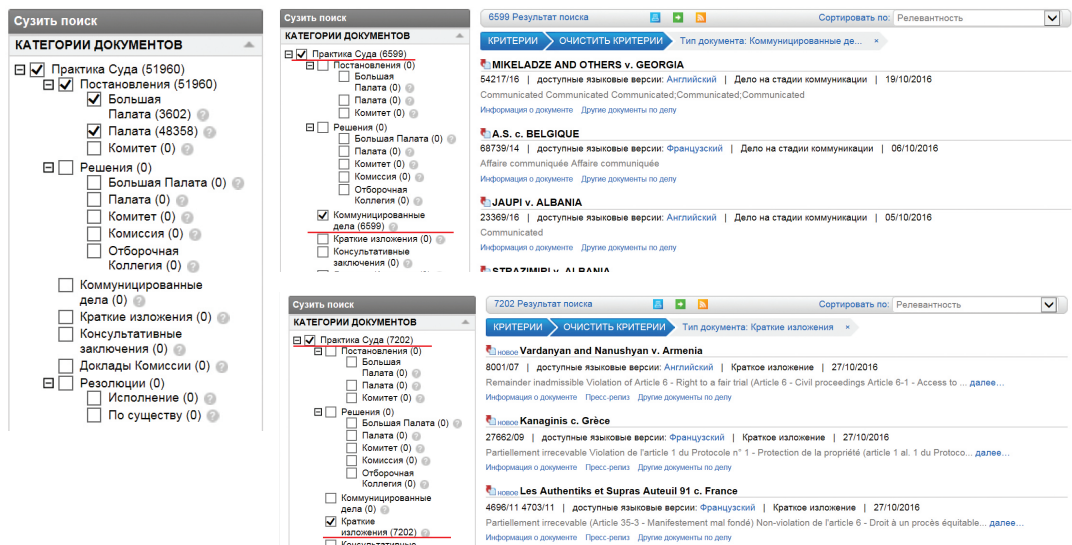 Сузить поиск
КАТЕГОРИИ ДОКУМЕНТОВ
Практика Суда (51960)
Постановления (51960)
Большая
Палата (3602)
Палата (48358)
Комитет (0)
Решения (0)
Большая Палата (0)
Палата (0)
Комитет (0)
Комиссия (0)
Отборочная
Коллегия (0)
Коммуницированные
дела (0)
Краткие изложения (0)
Консультативные
заключения (0)
Доклады Комиссии (0)
Резолюции (0)
Исполнение (0)
По существу (0)
Сузить поиск
КАТЕГОРИИ ДОКУМЕНТОВ
Практика Суда (6599)
Постановления (0)
Большая
Палата (0)
Палата (0)
Комитет (0)
Решения (0)
Большая Палата (0)
Палата (0)
Комитет (0)
Комиссия (0)
Отборочная
Коллегия (0)
Коммуницированные
дела (6599)
Краткие изложения (0)
Консультативные
заключения (0)
6599 Результат поиска Сортировать по: Релевантность
КРИТЕРИИ ОЧИСТИТЬ КРИТЕРИИ Тип документа: Коммуницированные де... ×
MIKELADZE AND OTHERS v. GEORGIA
54217/16 | доступные языковые версии: Английский | Дело на стадии коммуникации | 19/10/2016
Communicated Communicated Communicated;Communicated;Communicated
Информация о документе Другие документы по делу
A.S. c. BELGIQUE
68739/14 | доступные языковые версии: Французский | Дело на стадии коммуникации | 06/10/2016
Affaire communiquée Affaire communiquée
Информация о документе Другие документы по делу
JAUPI v. ALBANIA
23369/16 | доступные языковые версии: Английский | Дело на стадии коммуникации | 05/10/2016
Communicated
Информация о документе Другие документы по делу
STRAZIMIRI v. ALBANIA
Сузить поиск
КАТЕГОРИИ ДОКУМЕНТОВ
Практика Суда (7202)
Постановления (0)
Большая
Палата (0)
Палата (0)
Комитет (0)
Решения (0)
Большая Палата (0)
Палата (0)
Комитет (0)
Комиссия (0)
Отборочная
Коллегия (0)
Коммуницированные
дела (0)
Краткие
изложения (7202)
Консультативные
7202 Результат поиска Сортировать по: Релевантность
КРИТЕРИИ ОЧИСТИТЬ КРИТЕРИИ Тип документа: Краткие изложения ×
НОВОЕ Vardanyan and Nanushyan v. Armenia
8001/07 | доступные языковые версии: Английский | Краткое изложение | 27/10/2016
Remainder inadmissible Violation of Article 6 - Right to a fair trial (Article 6 - Civil proceedings Article 6-1 - Access to ... далее...
Информация о документе Пресс-релиз Другие документы по делу
НОВОЕ Kanaginis c. Grèce
27662/09 | доступные языковые версии: Французский | Краткое изложение | 27/10/2016
Partiellement irrecevable Violation de l'article 1 du Protocole n° 1 - Protection de la propriété (article 1 al. 1 du Protoco... далее...
Информация о документе Пресс-релиз Другие документы по делу
НОВОЕ Les Authentiks et Supras Auteuil 91 c. France
4696/11 4703/11 | доступные языковые версии: Французский | Краткое изложение | 27/10/2016
Partiellement irrecevable (Article 35-3 - Manifestement mal fondé) Non-violation de l'article 6 - Droit à un procès équitable... далее...
Информация о документе Пресс-релиз Другие документы по делу